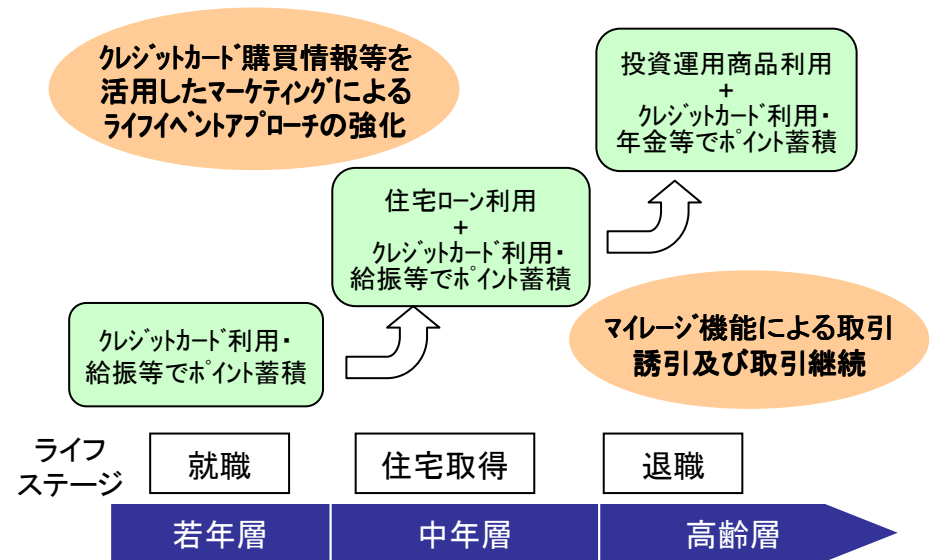 ｸﾚｼﾞｯﾄｶｰﾄﾞ購買情報等を
活用したﾏｰｹﾃｨﾝｸﾞによる
ﾗｲﾌｲﾍﾞﾝﾄｱﾌﾟﾛｰﾁの強化
投資運用商品利用
+
ｸﾚｼﾞｯﾄｶｰﾄﾞ利用・
年金等でﾎﾟｲﾝﾄ蓄積
住宅ﾛｰﾝ利用
+
ｸﾚｼﾞｯﾄｶｰﾄﾞ利用・
給振等でﾎﾟｲﾝﾄ蓄積
ｸﾚｼﾞｯﾄｶｰﾄﾞ利用・
給振等でﾎﾟｲﾝﾄ蓄積
ﾏｲﾚｰｼﾞ機能による取引
誘引及び取引継続
ライフ
ステージ
就職
住宅取得
退職
若年層
中年層
高齢層